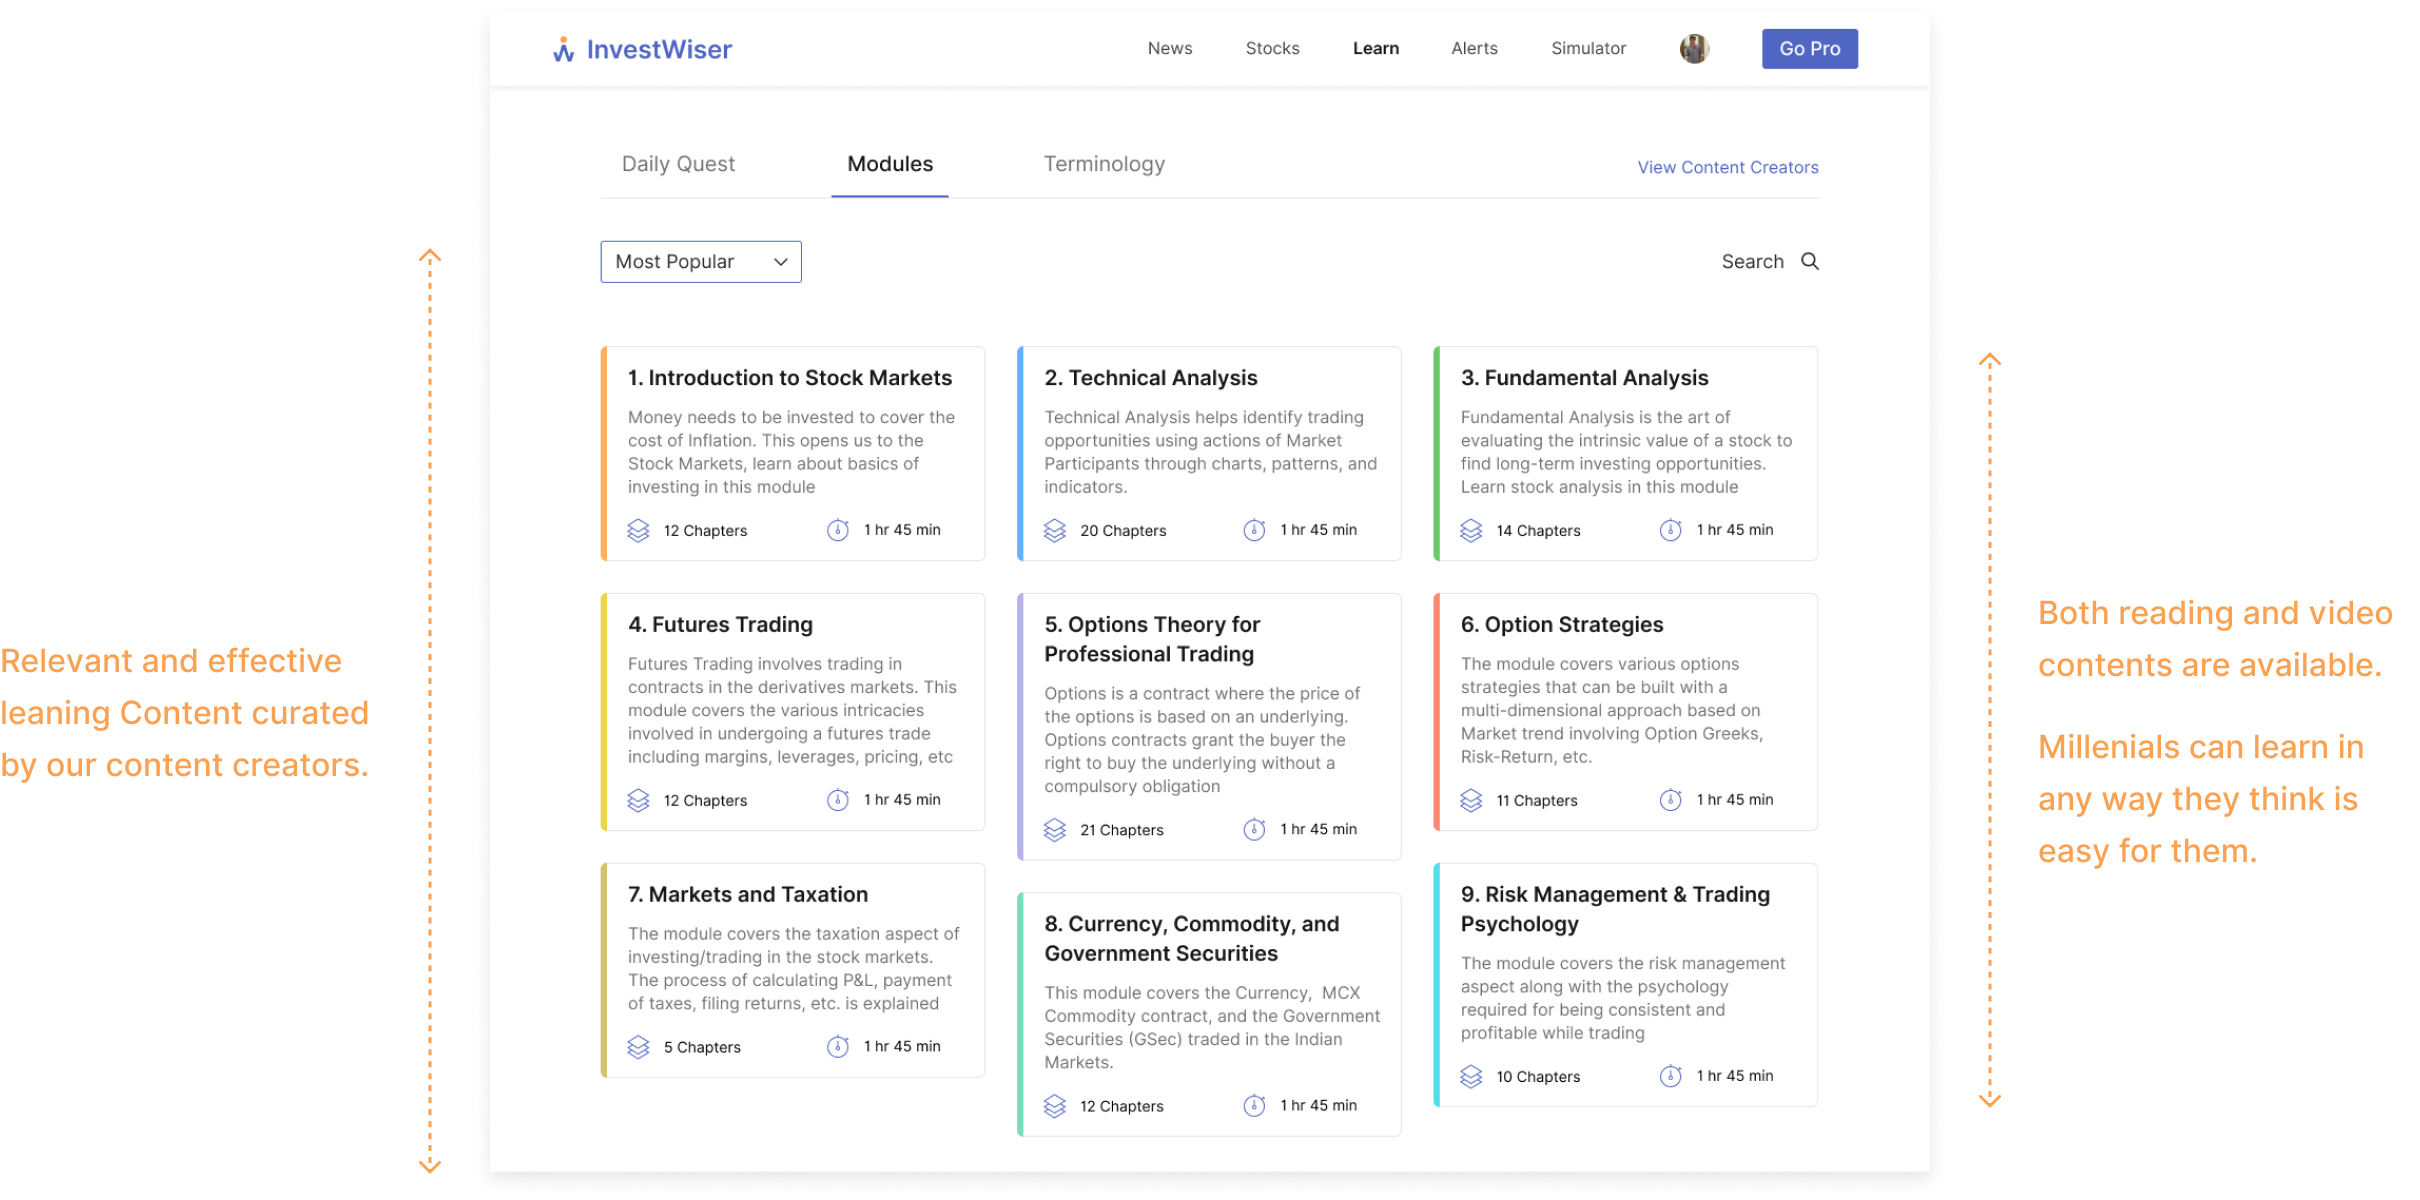 InvestWiser
News
Stocks
Learn
Alerts
Simulator
Go Pro
Daily Quest
Modules
Terminology
View Content Creators
Most Popular
Search
1. Introduction to Stock Markets
Money needs to be invested to cover the
cost of Inflation. This opens us to the
Stock Markets, learn about basics of
investing in this module
12 Chapters
1 hr 45 min
2. Technical Analysis
Technical Analysis helps identify trading
opportunities using actions of Market
Participants through charts, patterns, and
indicators.
20 Chapters
1 hr 45 min
3. Fundamental Analysis
Fundamental Analysis is the art of
evaluating the intrinsic value of a stock to
find long-term investing opportunities.
Learn stock analysis in this module
14 Chapters
1 hr 45 min
4. Futures Trading
Futures Trading involves trading in
contracts in the derivatives markets. This
module covers the various intricacies
involved in undergoing a futures trade
including margins, leverages, pricing, etc
12 Chapters
1 hr 45 min
5. Options Theory for
Professional Trading
Options is a contract where the price of
the options is based on an underlying.
Options contracts grant the buyer the
right to buy the underlying without a
compulsory obligation
21 Chapters
1 hr 45 min
6. Option Strategies
The module covers various options
strategies that can be built with a
multi-dimensional approach based on
Market trend involving Option Greeks,
Risk-Return, etc.
11 Chapters
1 hr 45 min
7. Markets and Taxation
The module covers the taxation aspect of
investing/trading in the stock markets.
The process of calculating P&L, payment
of taxes, filing returns, etc. is explained
5 Chapters
1 hr 45 min
8. Currency, Commodity, and
Government Securities
This module covers the Currency,  MCX
Commodity contract, and the Government
Securities (GSec) traded in the Indian
Markets.
12 Chapters
1 hr 45 min
9. Risk Management & Trading
Psychology
The module covers the risk management
aspect along with the psychology
required for being consistent and
profitable while trading
10 Chapters
1 hr 45 min
Relevant and effective
leaning Content curated
by our content creators.
Both reading and video
contents are available.
Millenials can learn in
any way they think is
easy for them.